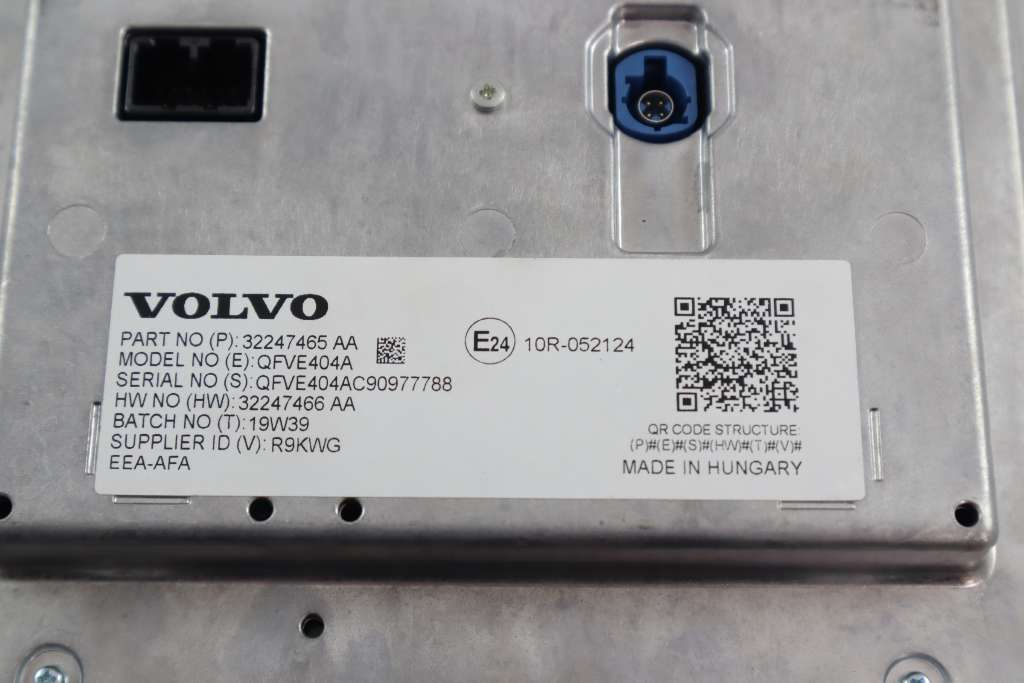 VOLVO
PART NO (P): 32247465 AA
MODEL NO (E): QFVE404A
SERIAL NO (S): QFVE404AC90977788
HW NO (HW): 32247466 AA
BATCH NO (T): 19W39
SUPPLIER ID (V): R9KWG
EEA-AFA
E24 10R-052124
QR CODE STRUCTURE:
(P)#(E)#(S)#(HW)#(T)#(V)#
MADE IN HUNGARY